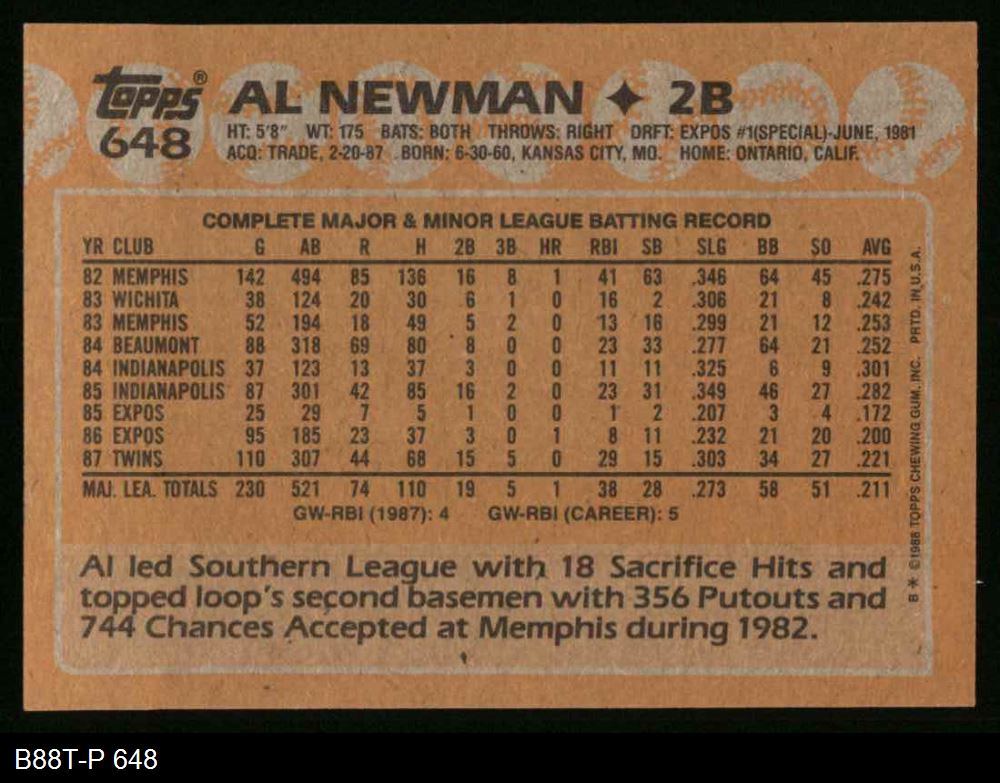 Topps® AL NEWMAN ✦ 2B
648
HT: 5'8" WT: 175 BATS: BOTH THROWS: RIGHT DRFT: EXPOS #1(SPECIAL)-JUNE, 1981
ACQ: TRADE, 2-20-87 BORN: 6-30-60, KANSAS CITY, MO. HOME: ONTARIO, CALIF.
COMPLETE MAJOR & MINOR LEAGUE BATTING RECORD
YR CLUB G AB R H 2B 3B HR RBI SB SLG BB SO AVG
82 MEMPHIS 142 494 85 136 16 8 1 41 63 .346 64 45 .275
83 WICHITA 38 124 20 30 6 1 0 16 2 .306 21 8 .242
83 MEMPHIS 52 194 18 49 5 2 0 13 16 .299 21 12 .253
84 BEAUMONT 88 318 69 80 8 0 0 23 33 .277 64 21 .252
84 INDIANAPOLIS 37 123 13 37 3 0 0 11 11 .325 6 9 .301
85 INDIANAPOLIS 87 301 42 85 16 2 0 23 31 .349 46 27 .282
85 EXPOS 25 29 7 5 1 0 0 1 2 .207 3 4 .172
86 EXPOS 95 185 23 37 3 0 1 8 11 .232 21 20 .200
87 TWINS 110 307 44 68 15 5 0 29 15 .303 34 27 .221
MAJ. LEA. TOTALS 230 521 74 110 19 5 1 38 28 .273 58 51 .211
GW-RBI (1987): 4 GW-RBI (CAREER): 5
Al led Southern League with 18 Sacrifice Hits and
topped loop's second basemen with 356 Putouts and
744 Chances Accepted at Memphis during 1982.
B* ©1988 TOPPS CHEWING GUM, INC. PRTD. IN U.S.A.
B88T-P 648